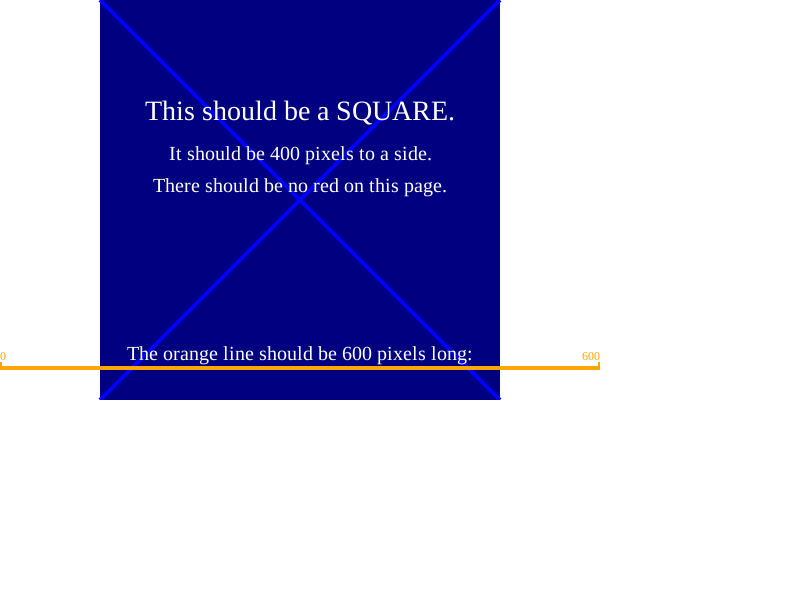 This should be a SQUARE.
It should be 400 pixels to a side.
There should be no red on this page.
The orange line should be 600 pixels long:
0 600